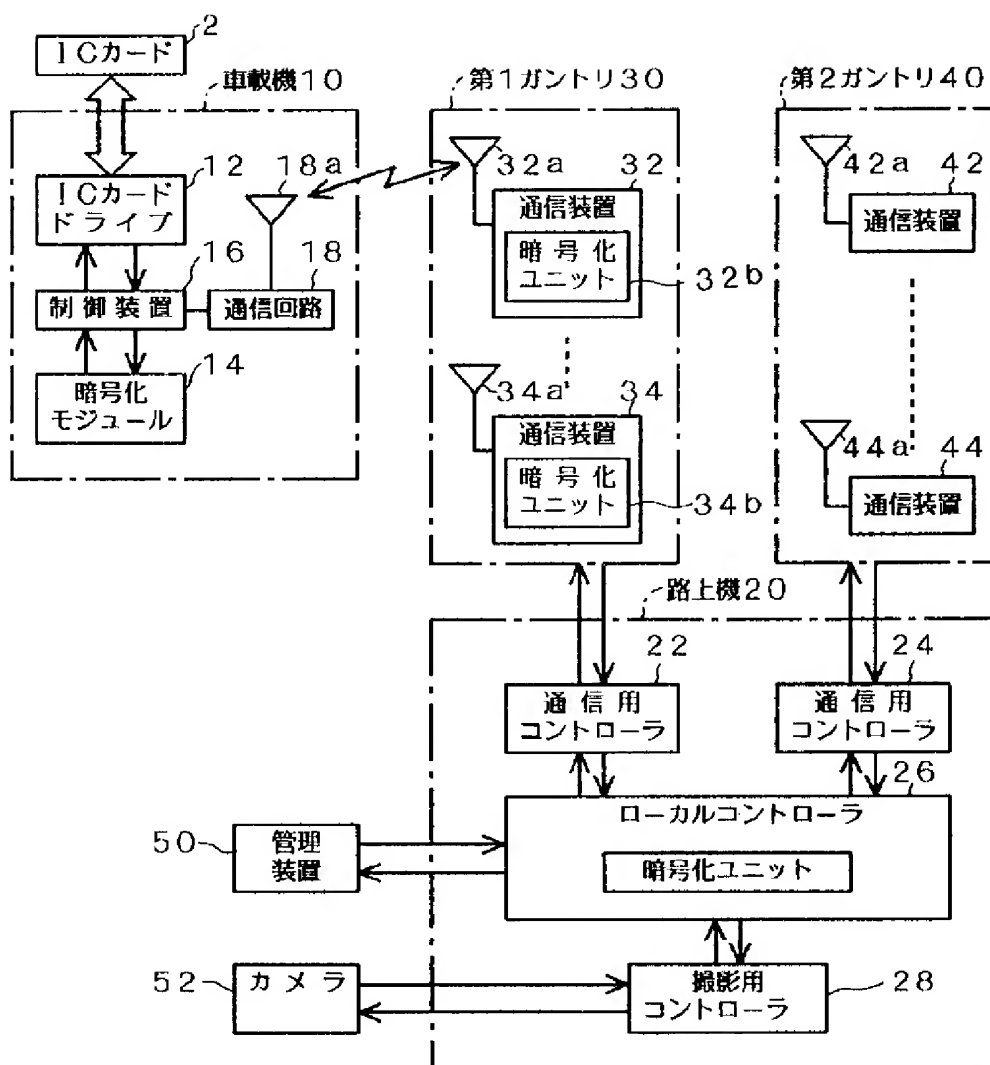 2
ICカード
車載機10
第1ガントリ30
第2ガントリ40
12
18a
ICカード
ドライブ
16
18
制御装置
通信回路
14
暗号化
モジュール
32a
32
通信装置
暗号化
ユニット
32b
34a
34
通信装置
暗号化
ユニット
34b
42a
42
通信装置
44a
44
通信装置
路上機20
22
通信用
コントローラ
24
通信用
コントローラ
26
ローカルコントローラ
暗号化ユニット
50
管理
装置
52
カメラ
撮影用
コントローラ
28